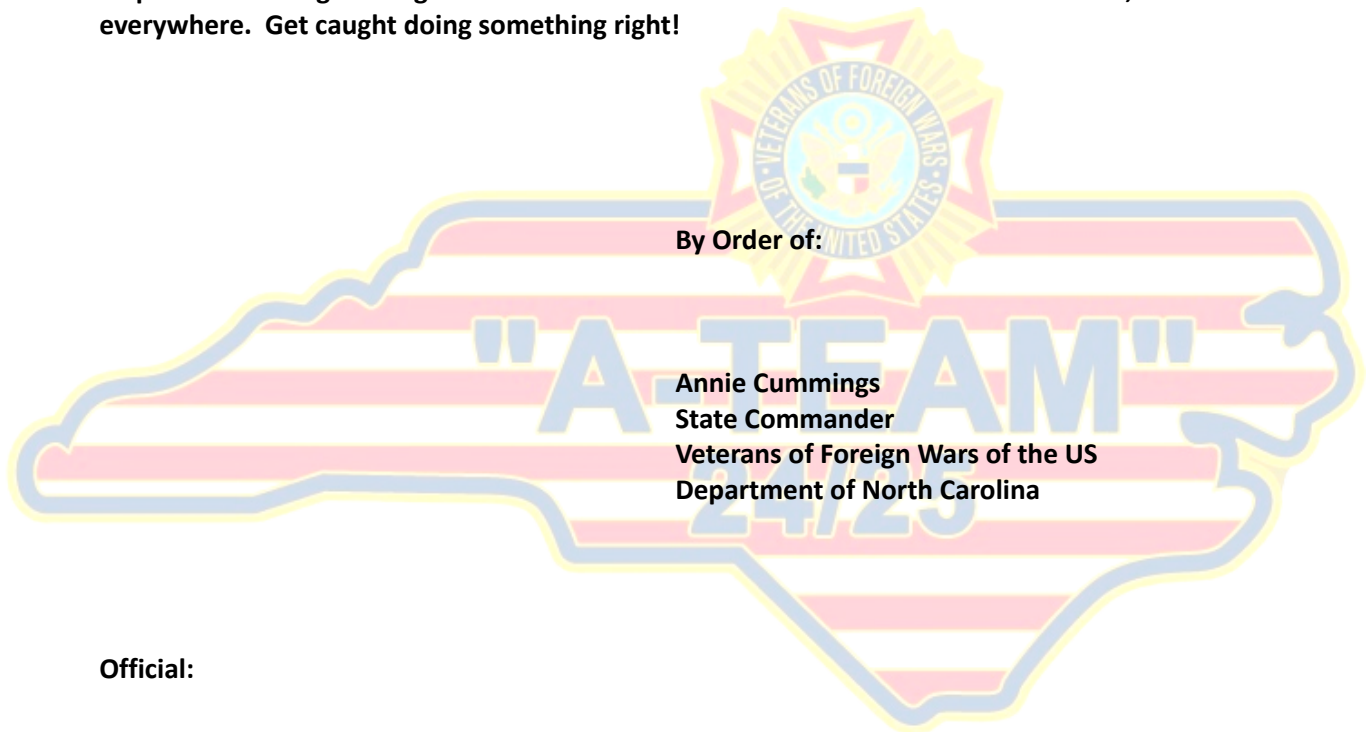 everywhere. Get caught doing something right!
VETERANS OF FOREIGN WARS
OF THE UNITED STATES
By Order of:
"A-TEAM"
24/25
Annie Cummings
State Commander
Veterans of Foreign Wars of the US
Department of North Carolina
Official: